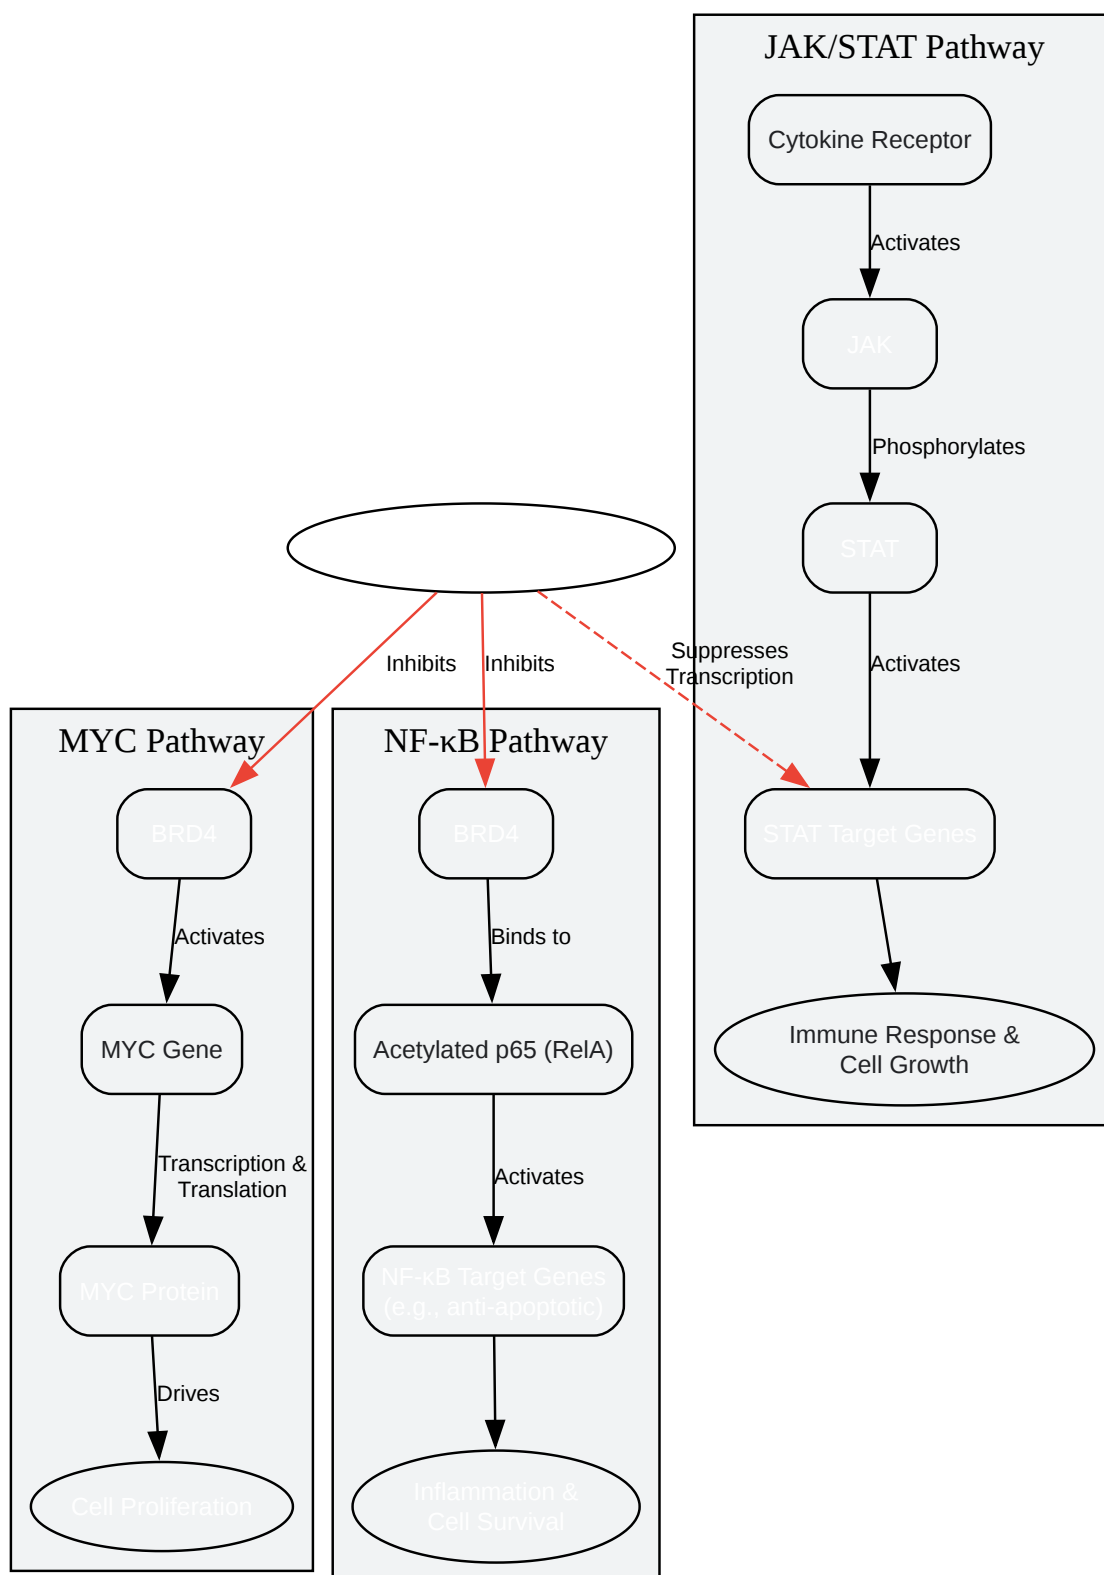 JAK/STAT Pathway
Cytokine Receptor
Activates
JAK
Phosphorylates
STAT
Suppresses
Transcription
Activates
STAT Target Genes
Immune Response &
Cell Growth
Inhibits
Inhibits
MYC Pathway
BRD4
Activates
MYC Gene
Transcription &
Translation
MYC Protein
Drives
Cell Proliferation
NF-κB Pathway
BRD4
Binds to
Acetylated p65 (RelA)
Activates
NF-κB Target Genes
(e.g., anti-apoptotic)
Inflammation &
Cell Survival